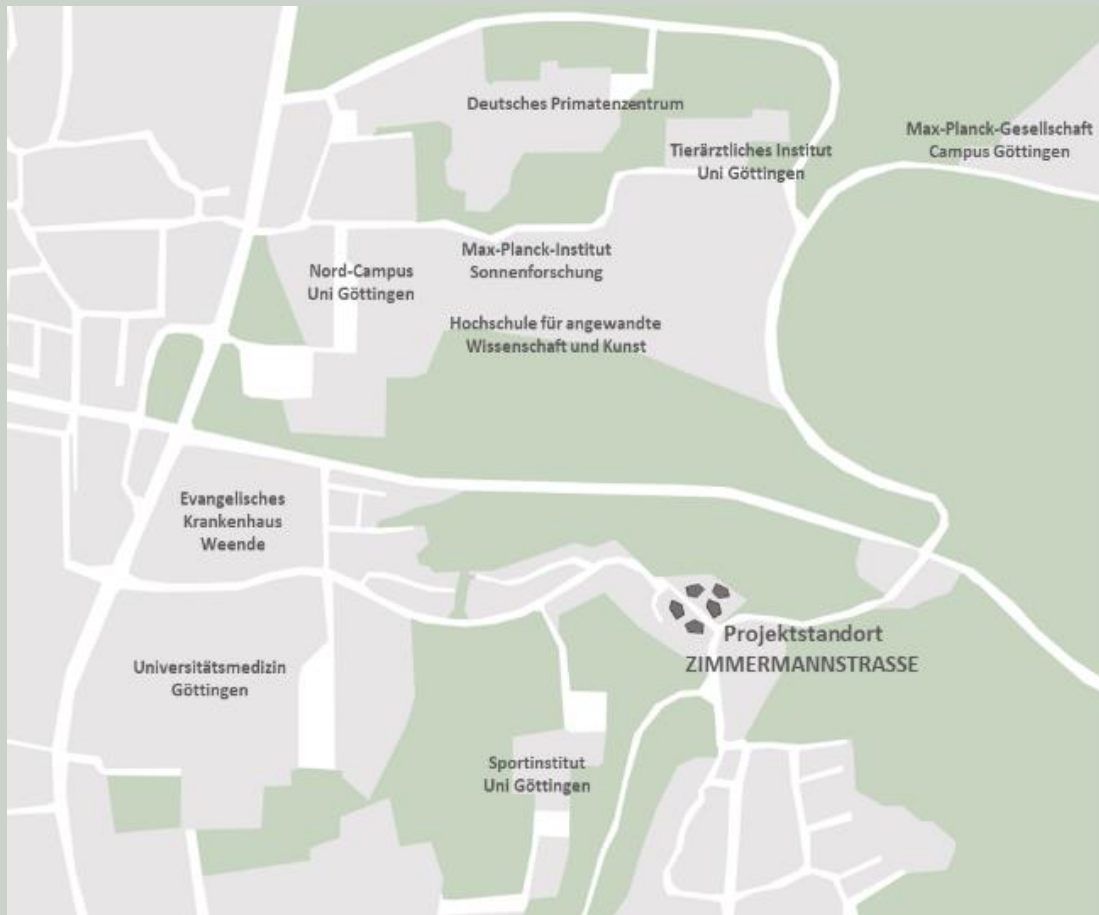 Deutsches Primatenzentrum
Max-Planck-Gesellschaft
Campus Göttingen
Tierärztliches Institut
Uni Göttingen
Max-Planck-Institut
Sonnenforschung
Nord-Campus
Uni Göttingen
Hochschule für angewandte
Wissenschaft und Kunst
Evangelisches
Krankenhaus
Weende
Projektstandort
ZIMMERMANNSTRASSE
Universitätsmedizin
Göttingen
Sportinstitut
Uni Göttingen